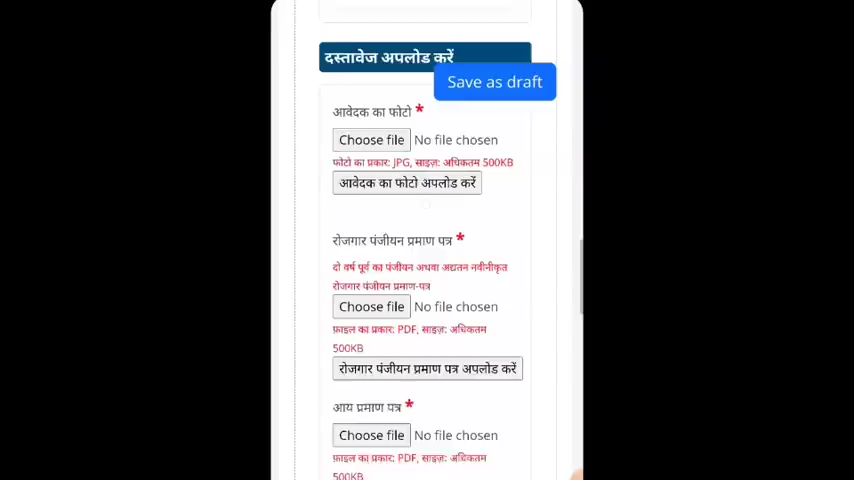 दस्तावेज अपलोड करें
Save as draft
आवेदक का फोटो *
Choose file No file chosen
फोटो का प्रकार: JPG, साइज़: अधिकतम 500KB
आवेदक का फोटो अपलोड करें
रोजगार पंजीयन प्रमाण पत्र *
दो वर्ष पूर्व का पंजीयन अथवा अद्यतन नवीनीकृत
रोजगार पंजीयन प्रमाण-पत्र
Choose file No file chosen
फ़ाइल का प्रकार: PDF, साइज़: अधिकतम
500KB
रोजगार पंजीयन प्रमाण पत्र अपलोड करें
आय प्रमाण पत्र *
Choose file No file chosen
फ़ाइल का प्रकार: PDF, साइज़: अधिकतम
500KB